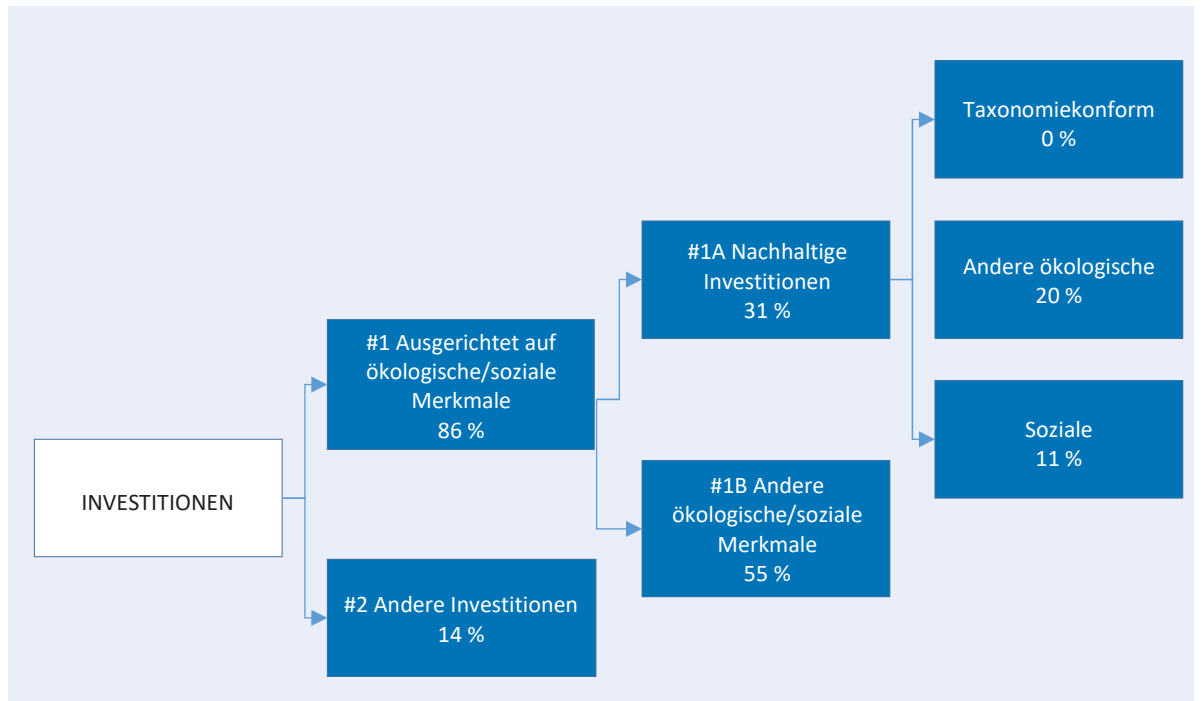 INVESTITIONEN
#1 Ausgerichtet auf
ökologische/soziale
Merkmale
86 %
#2 Andere Investitionen
14 %
#1A Nachhaltige
Investitionen
31 %
#1B Andere
ökologische/soziale
Merkmale
55 %
Taxonomiekonform
0 %
Andere ökologische
20 %
Soziale
11 %